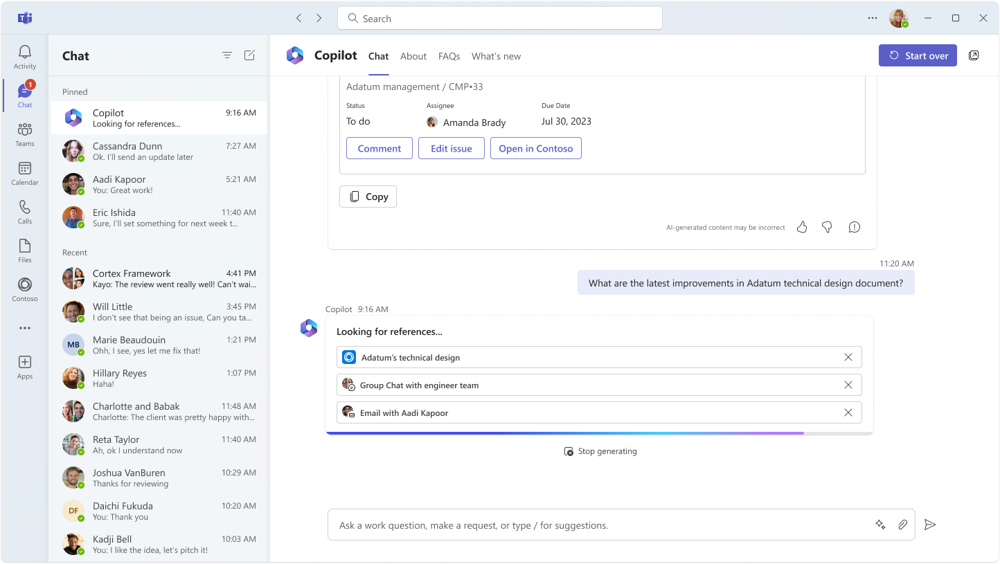 Search
Activity
1
Chat
Teams
Calendar
Calls
Files
Contoso
Apps
Chat
Pinned
Copilot 9:16 AM
Looking for references...
Cassandra Dunn 7:27 AM
Ok. I'll send an update later
Aadi Kapoor 5:21 AM
You: Great work!
Eric Ishida 11:40 AM
Sure, I'll set something for next week t...
Recent
Cortex Framework 4:41 PM
Kayo: The review went really well! Can't wai...
Will Little 3:45 PM
I don't see that being an issue, Can you ta...
MB
Marie Beaudouin 1:21 PM
Ohh, I see, yes let me fix that!
Hillary Reyes 1:07 PM
Haha!
Charlotte and Babak 11:48 AM
Charlotte: The client was pretty happy with...
Reta Taylor 11:40 AM
Ah, ok I understand now
Joshua VanBuren 10:29 AM
Thanks for reviewing
DF
Daichi Fukuda 10:20 AM
You: Thank you
Kadji Bell 10:03 AM
You: I like the idea, let's pitch it!
Copilot Chat About FAQs What's new Start over
Adatum management / CMP•33
Status Assignee Due Date
To do Amanda Brady Jul 30, 2023
Comment Edit issue Open in Contoso
Copy
AI-generated content may be incorrect
11:20 AM
What are the latest improvements in Adatum technical design document?
Copilot 9:16 AM
Looking for references...
Adatum's technical design
Group Chat with engineer team
Email with Aadi Kapoor
Stop generating
Ask a work question, make a request, or type / for suggestions.